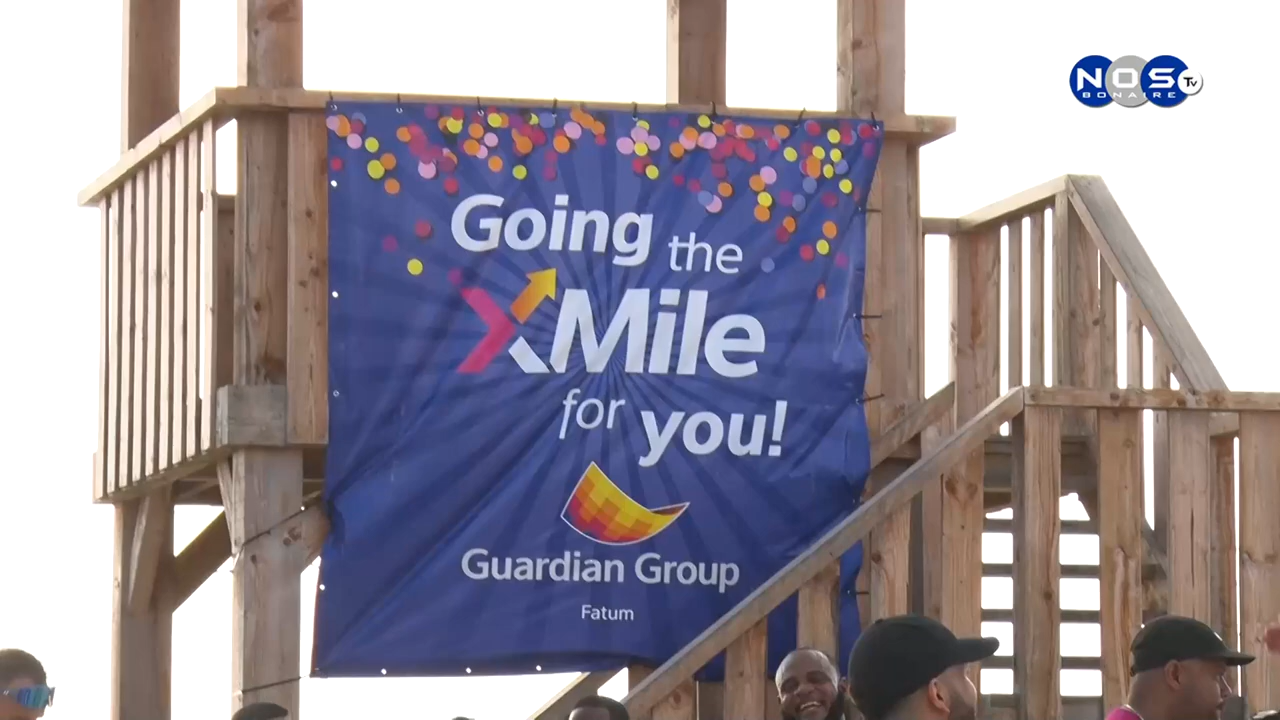 NOS TV
BONAIRE
Going the
XMile
for you!
Guardian Group
Fatum